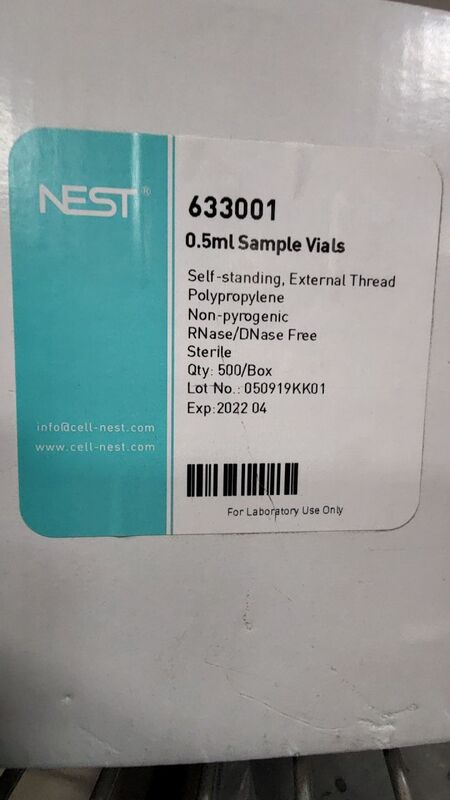 NEST®
633001
0.5ml Sample Vials
Self-standing, External Thread
Polypropylene
Non-pyrogenic
RNase/DNase Free
Sterile
Qty: 500/Box
Lot No.: 050919KK01
Exp:2022 04
info@cell-nest.com
www.cell-nest.com
For Laboratory Use Only